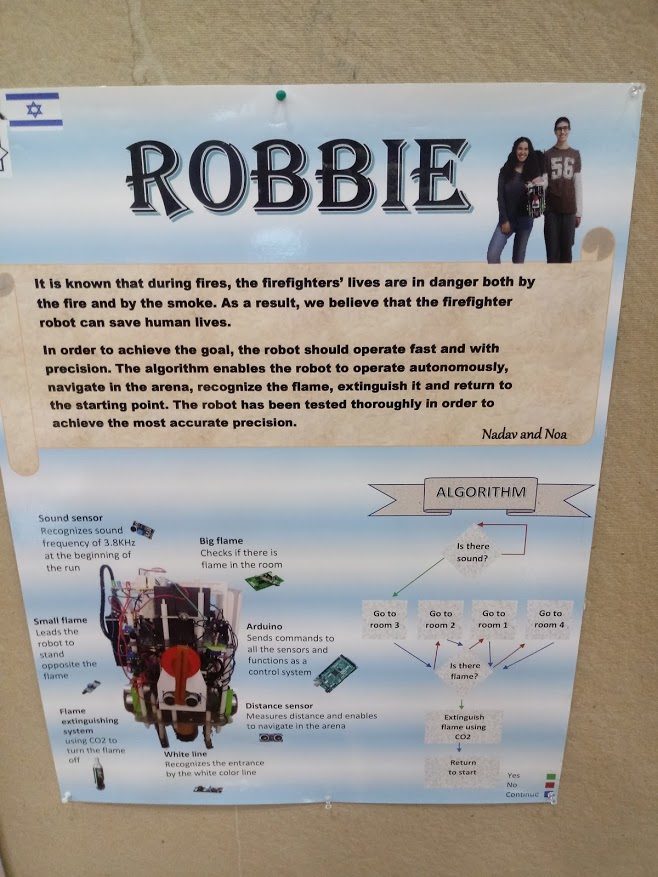 ROBBIE
56
It is known that during fires, the firefighters' lives are in danger both by
the fire and by the smoke. As a result, we believe that the firefighter
robot can save human lives.
In order to achieve the goal, the robot should operate fast and with
precision. The algorithm enables the robot to operate autonomously,
navigate in the arena, recognize the flame, extinguish it and return to
the starting point. The robot has been tested thoroughly in order to
achieve the most accurate precision.
Nadav and Noa
Sound sensor
Recognizes sound
frequency of 3.8KHz
at the beginning of
the run
Big flame
Checks if there is
flame in the room
Small flame
Leads the
robot to
stand
opposite the
flame
Arduino
Sends commands to
all the sensors and
functions as a
control system
Flame
extinguishing
system
using CO2 to
turn the flame
off
Distance sensor
Measures distance and enables
to navigate in the arena
White line
Recognizes the entrance
by the white color line
ALGORITHM
Is there
sound?
Go to
room 3
Go to
room 2
Go to
room 1
Go to
room 4
Is there
flame?
Extinguish
flame using
CO2
Return
to start
Yes
No
Continue